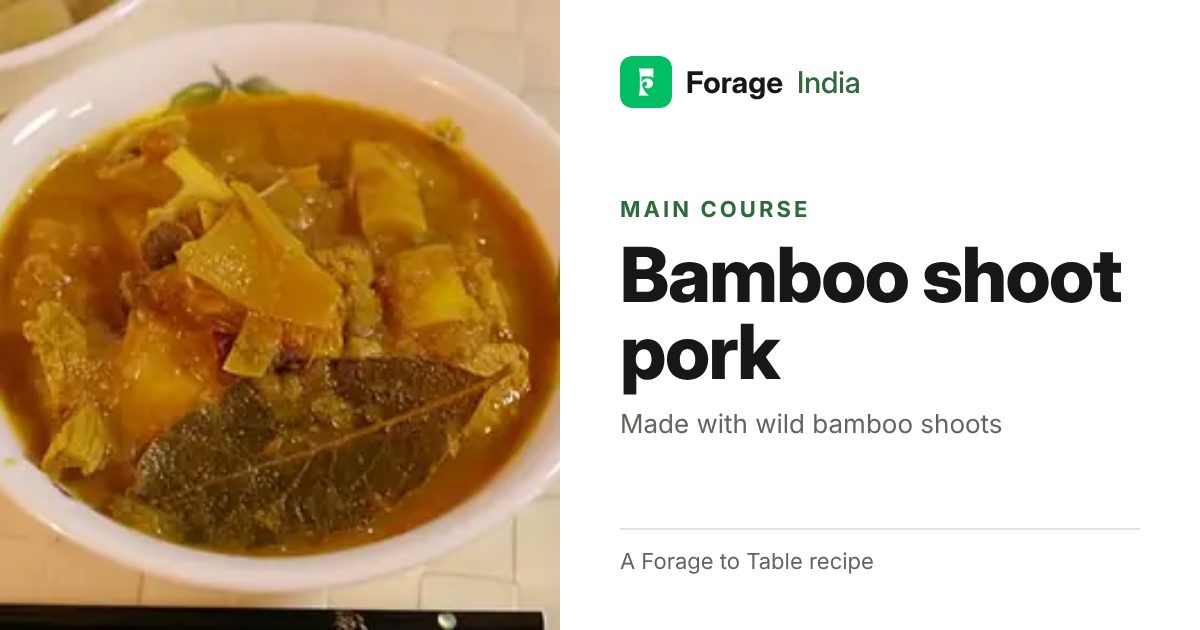 Forage India
MAIN COURSE
Bamboo shoot
pork
Made with wild bamboo shoots
A Forage to Table recipe